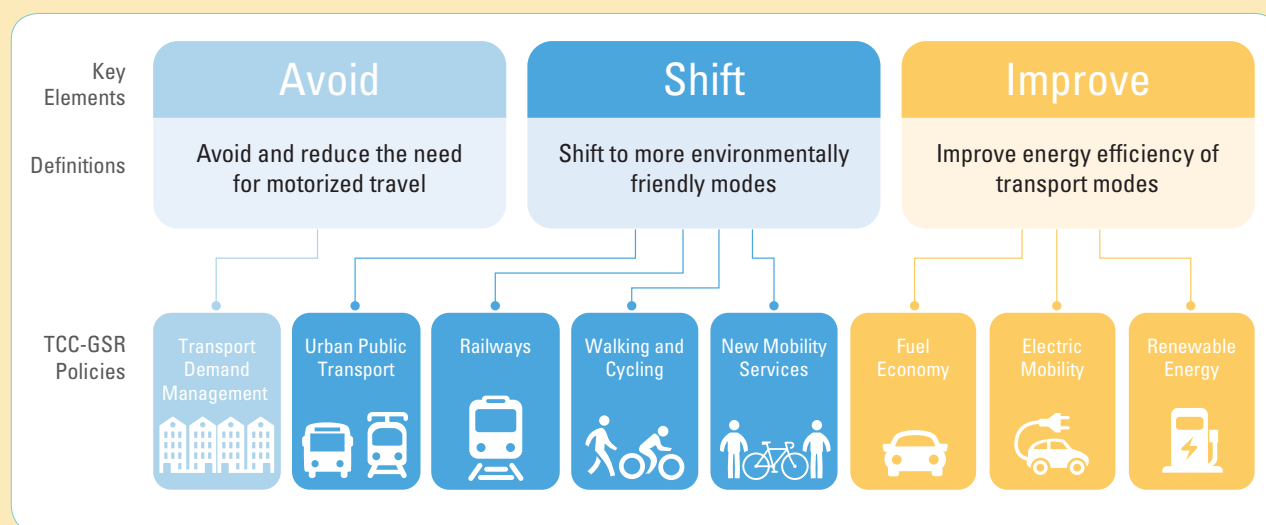 Key
Elements
Avoid
Shift
Improve
Definitions
Avoid and reduce the need
for motorized travel
Shift to more environmentally
friendly modes
Improve energy efficiency of
transport modes
TCC-GSR
Policies
Transport
Demand
Management
Urban Public
Transport
Railways
Walking and
Cycling
New Mobility
Services
Fuel
Economy
Electric
Mobility
Renewable
Energy